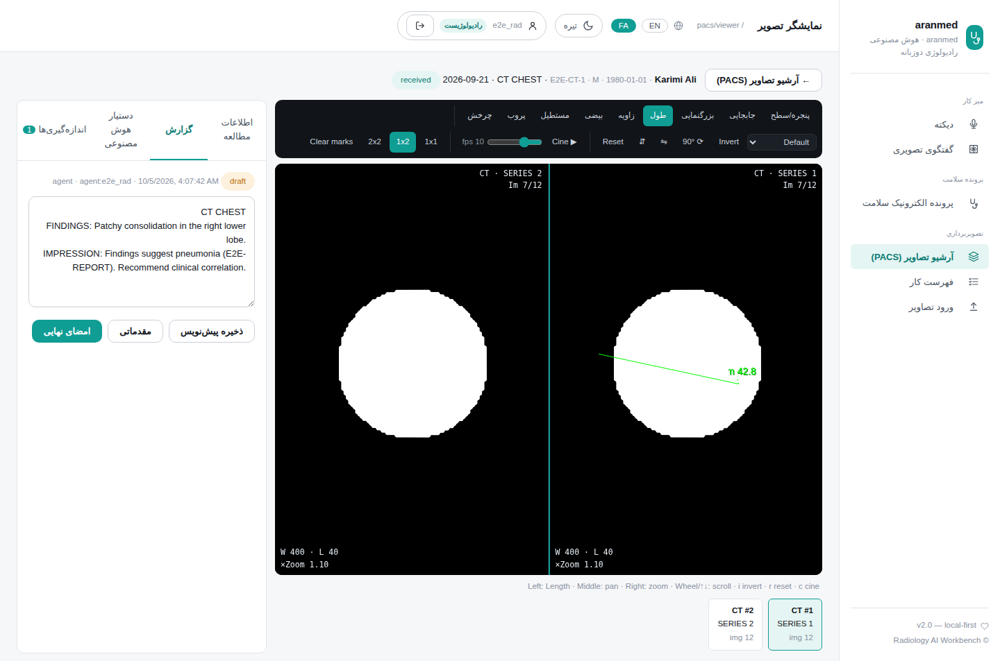 aranmed
aranmed · هوش مصنوعی
رادیولوژی دوزبانه
میز کار
دیکته
گفتگوی تصویری
پرونده سلامت
پرونده الکترونیک سلامت
تصویربرداری
آرشیو تصاویر (PACS)
فهرست کار
ورود تصاویر
v2.0 — local-first
Radiology AI Workbench ©
نمایشگر تصویر
pacs/viewer /
EN
FA
تیره
e2e_rad
رادیولوژیست
← آرشیو تصاویر (PACS)
Karimi Ali · E2E-CT-1 · M · 1980-01-01
2026-09-21 · CT CHEST ·
received
پنجره/سطح
جابجایی
بزرگنمایی
طول
زاویه
بیضی
مستطیل
پروب
چرخش
Default
Invert
90° ⟳
⇋
⇵
Reset
Cine ▶
fps 10
1x1
1x2
2x2
Clear marks
CT · SERIES 1
Im 7/12
42.8
W 400 · L 40
×Zoom 1.10
CT · SERIES 2
Im 7/12
W 400 · L 40
×Zoom 1.10
Left: Length · Middle: pan · Right: zoom · Wheel/↑↓: scroll · i invert · r reset · c cine
CT #1
SERIES 1
img 12
CT #2
SERIES 2
img 12
اطلاعات مطالعه
گزارش
دستیار هوش مصنوعی
اندازه‌گیری‌ها 1
draft
agent · agent:e2e_rad · 10/5/2026, 4:07:42 AM
CT CHEST
FINDINGS: Patchy consolidation in the right lower
lobe.
IMPRESSION: Findings suggest pneumonia (E2E-
REPORT). Recommend clinical correlation.
ذخیره پیش‌نویس
مقدماتی
امضای نهایی